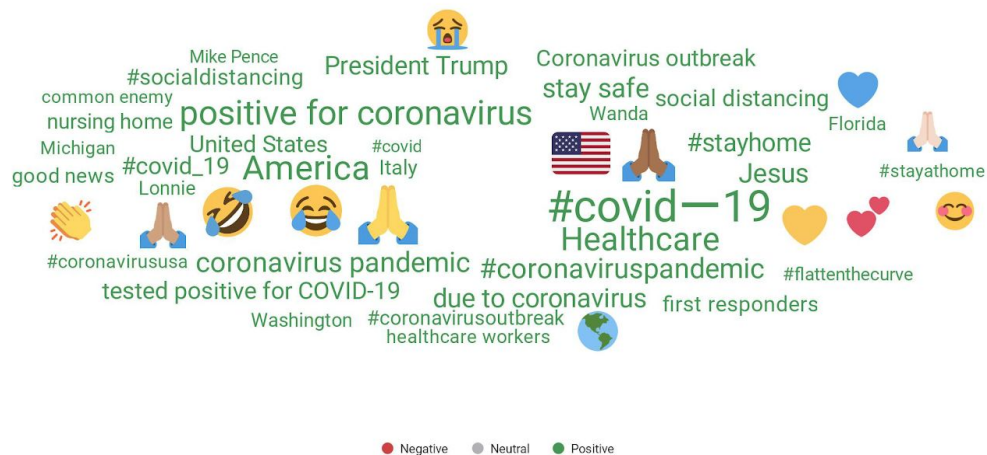 Mike Pence
President Trump
Coronavirus outbreak
#socialdistancing
stay safe
social distancing
common enemy
positive for coronavirus
Wanda
nursing home
Florida
Michigan
United States
#covid
#stayhome
good news
#covid_19
America
Italy
Jesus
#stayathome
Lonnie
#covid—19
Healthcare
#coronavirususa
coronavirus pandemic
#coronaviruspandemic
#flattenthecurve
tested positive for COVID-19
due to coronavirus
first responders
Washington
#coronavirusoutbreak
healthcare workers
Negative Neutral Positive